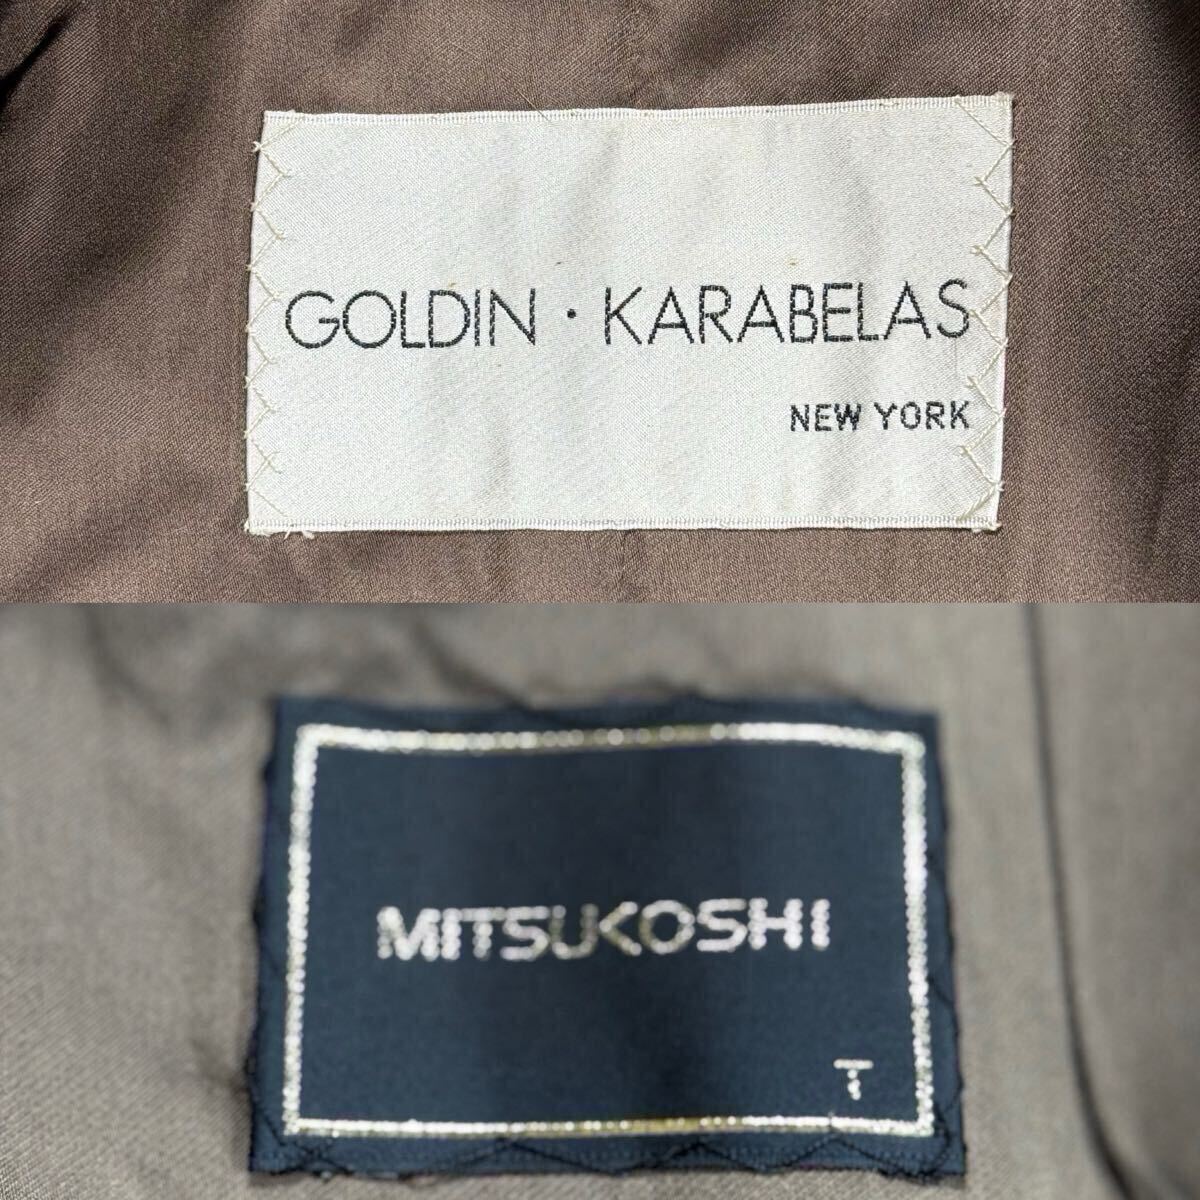 GOLDIN · KARABELAS
NEW YORK
MITSUKOSHI
T